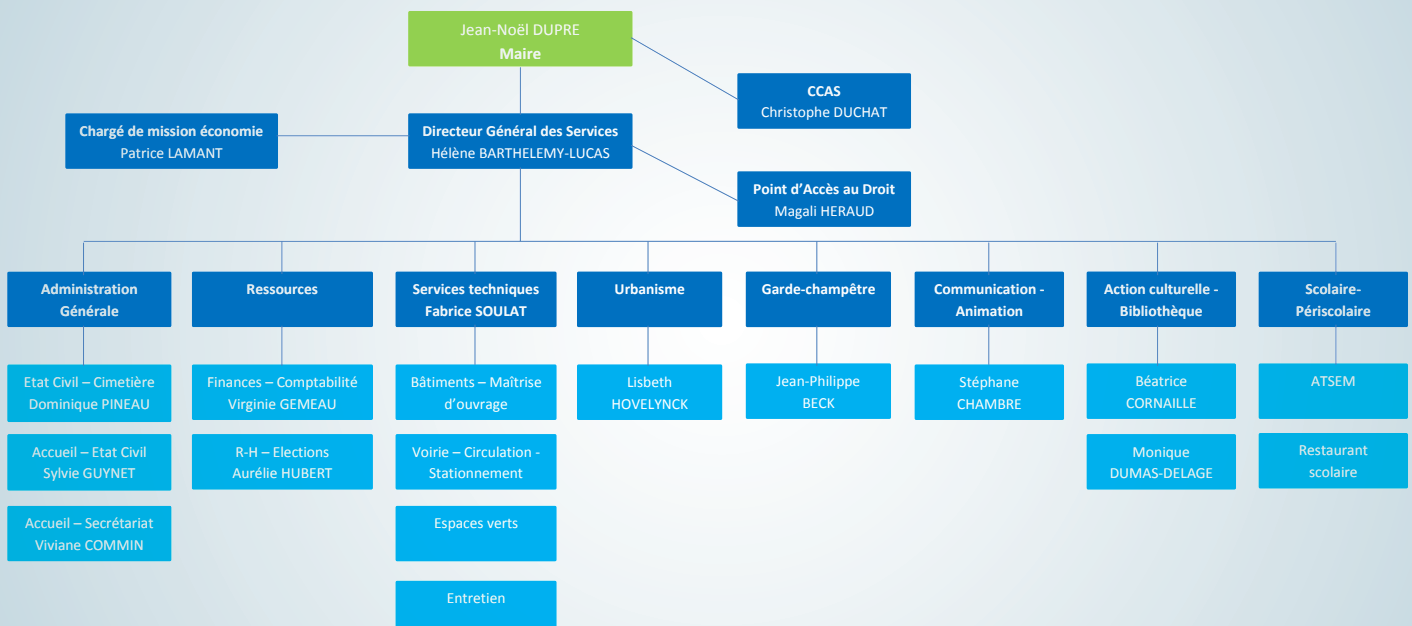 Jean-Noël DUPRE
Maire
CCAS
Christophe DUCHAT
Chargé de mission économie
Patrice LAMANT
Directeur Général des Services
Hélène BARTHELEMY-LUCAS
Point d’Accès au Droit
Magali HERAUD
Administration
Générale
Ressources
Services techniques
Fabrice SOULAT
Urbanisme
Garde-champêtre
Communication -
Animation
Action culturelle -
Bibliothèque
Scolaire-
Périscolaire
Etat Civil – Cimetière
Dominique PINEAU
Finances – Comptabilité
Virginie GEMEAU
Bâtiments – Maîtrise
d’ouvrage
Lisbeth
HOVELYNCK
Jean-Philippe
BECK
Stéphane
CHAMBRE
Béatrice
CORNAILLE
ATSEM
Accueil – Etat Civil
Sylvie GUYNET
R-H – Elections
Aurélie HUBERT
Voirie – Circulation -
Stationnement
Monique
DUMAS-DELAGE
Restaurant
scolaire
Accueil – Secrétariat
Viviane COMMIN
Espaces verts
Entretien